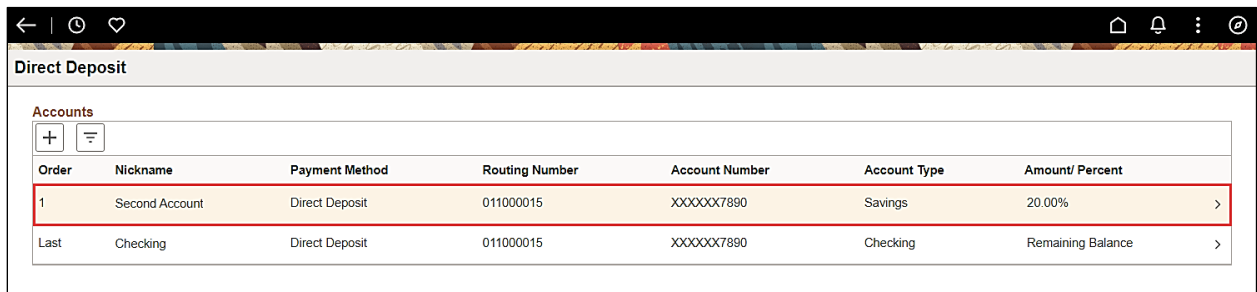 Direct Deposit
Accounts
Order Nickname Payment Method Routing Number Account Number Account Type Amount/ Percent
1 Second Account Direct Deposit 011000015 XXXXXX7890 Savings 20.00%
Last Checking Direct Deposit 011000015 XXXXXX7890 Checking Remaining Balance